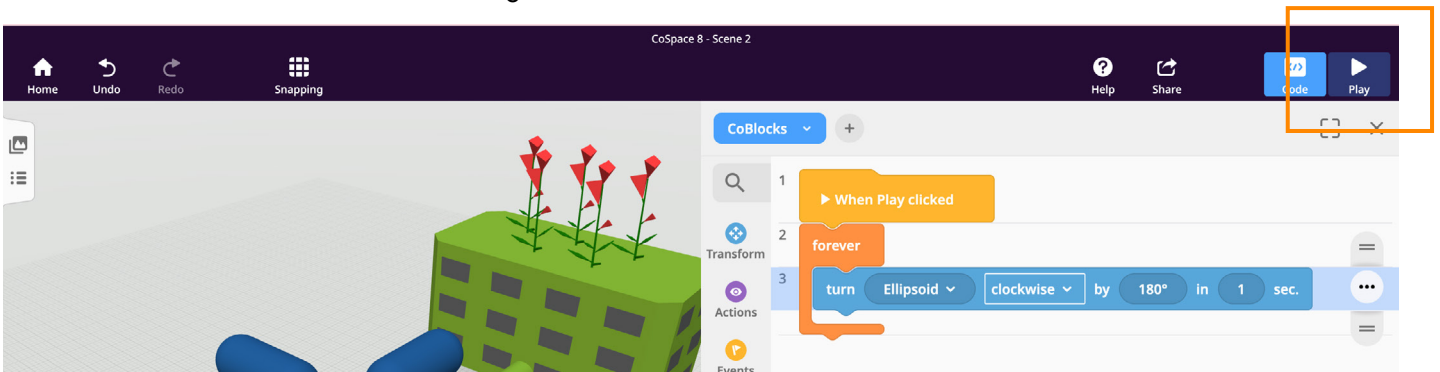 CoSpace 8 - Scene 2
Home Undo Redo Snapping Help Share Code Play
CoBlocks +
1 When Play clicked
Transform
2 forever
3 turn Ellipsoid clockwise by 180° in 1 sec.
Actions
Events